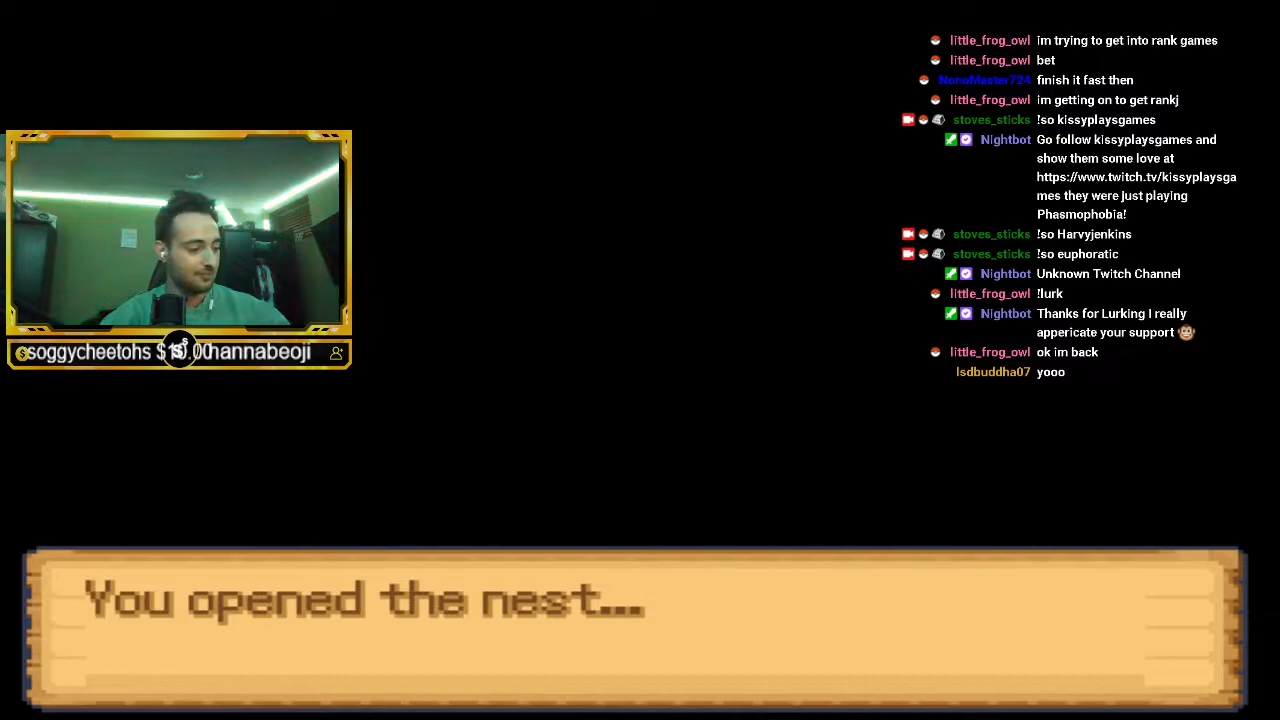 little_frog_owl im trying to get into rank games
little_frog_owl bet
NonoMaster724 finish it fast then
little_frog_owl im getting on to get rankj
stoves_sticks !so kissyplaysgames
Nightbot Go follow kissyplaysgames and
show them some love at
https://www.twitch.tv/kissyplaysga
mes they were just playing
Phasmophobia!
stoves_sticks !so Harvyjenkins
stoves_sticks !so euphoratic
Nightbot Unknown Twitch Channel
little_frog_owl !lurk
Nightbot Thanks for Lurking I really
appericate your support
little_frog_owl ok im back
lsdbuddha07 yooo
soggycheetohs $10.00 hannabeoji
You opened the nest...